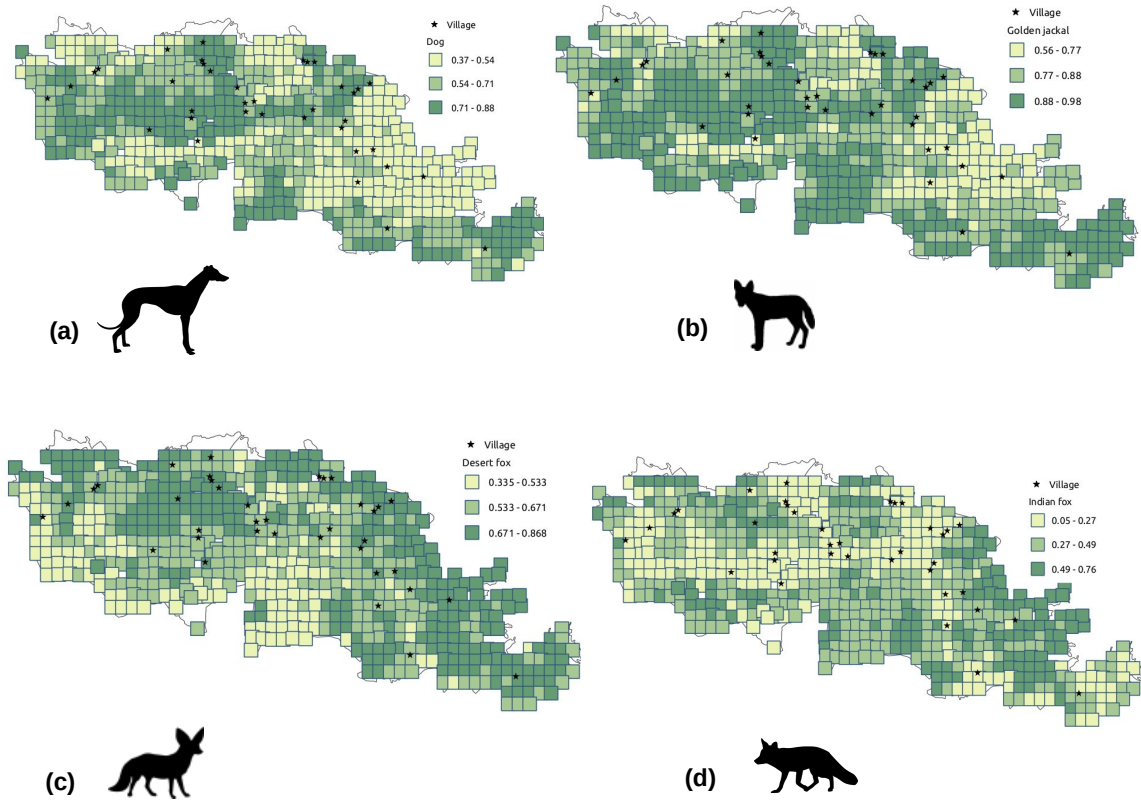 Village
Dog
0.37 - 0.54
0.54 - 0.71
0.71 - 0.88
(a)
Village
Golden jackal
0.56 - 0.77
0.77 - 0.88
0.88 - 0.98
(b)
Village
Desert fox
0.335 - 0.533
0.533 - 0.671
0.671 - 0.868
(c)
Village
Indian fox
0.05 - 0.27
0.27 - 0.49
0.49 - 0.76
(d)